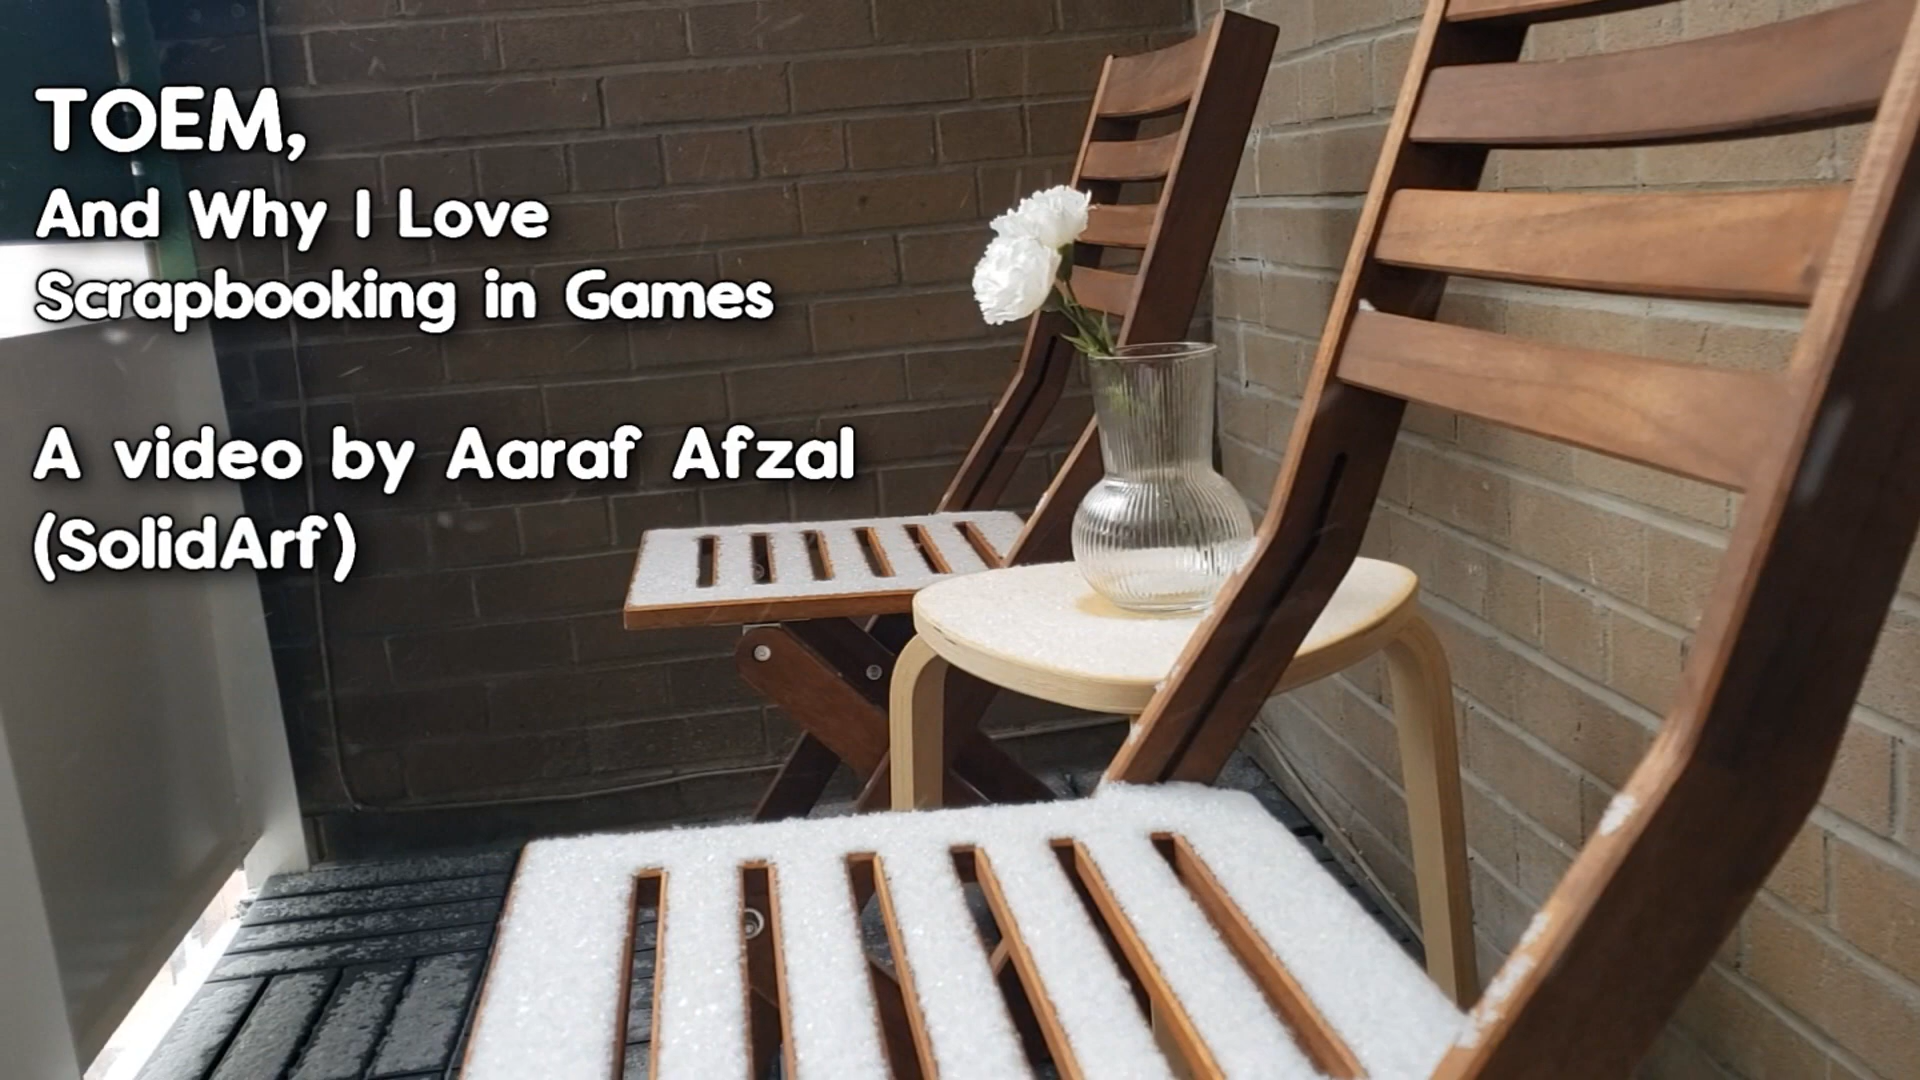 TOEM,
And Why I Love
Scrapbooking in Games
A video by Aaraf Afzal
(SolidArf)